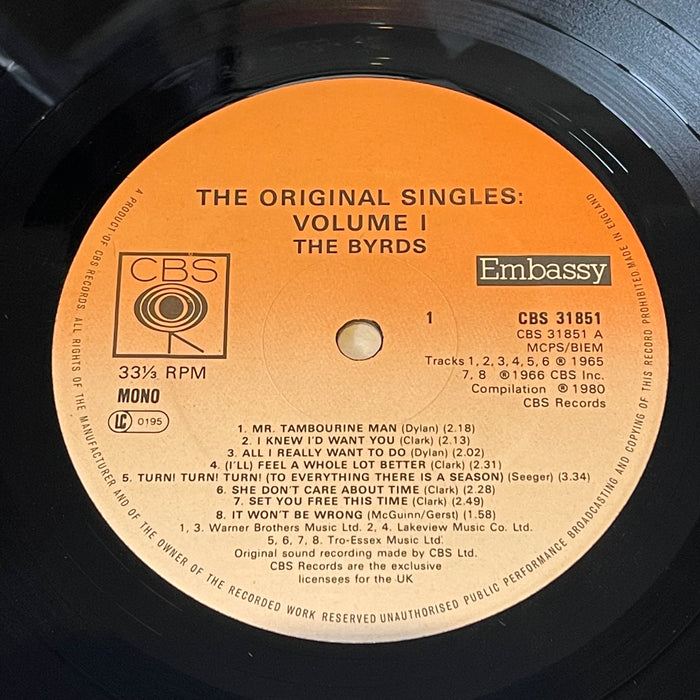 THE ORIGINAL SINGLES:
VOLUME I
THE BYRDS
CBS
Embassy
33⅓ RPM
MONO
LC 0195
1
CBS 31851
CBS 31851 A
MCPS/BIEM
Tracks 1, 2, 3, 4, 5, 6 ℗ 1965
7, 8 ℗ 1966 CBS Inc.
Compilation ℗ 1980
CBS Records
1. MR. TAMBOURINE MAN (Dylan) (2.18)
2. I KNEW I'D WANT YOU (Clark) (2.13)
3. ALL I REALLY WANT TO DO (Dylan) (2.02)
4. (I'LL) FEEL A WHOLE LOT BETTER (Clark) (2.31)
5. TURN! TURN! TURN! (TO EVERYTHING THERE IS A SEASON) (Seeger) (3.34)
6. SHE DON'T CARE ABOUT TIME (Clark) (2.28)
7. SET YOU FREE THIS TIME (Clark) (2.49)
8. IT WON'T BE WRONG (McGuinn/Gerst) (1.58)
1, 3. Warner Brothers Music Ltd. 2, 4. Lakeview Music Co. Ltd.
5, 6, 7, 8. Tro-Essex Music Ltd.
Original sound recording made by CBS Ltd.
CBS Records are the exclusive
licensees for the UK
A PRODUCT OF CBS RECORDS. ALL RIGHTS OF THE MANUFACTURER AND OF THE OWNER OF THE RECORDED WORK RESERVED UNAUTHORISED PUBLIC PERFORMANCE BROADCASTING AND COPYING OF THIS RECORD PROHIBITED MADE IN ENGLAND